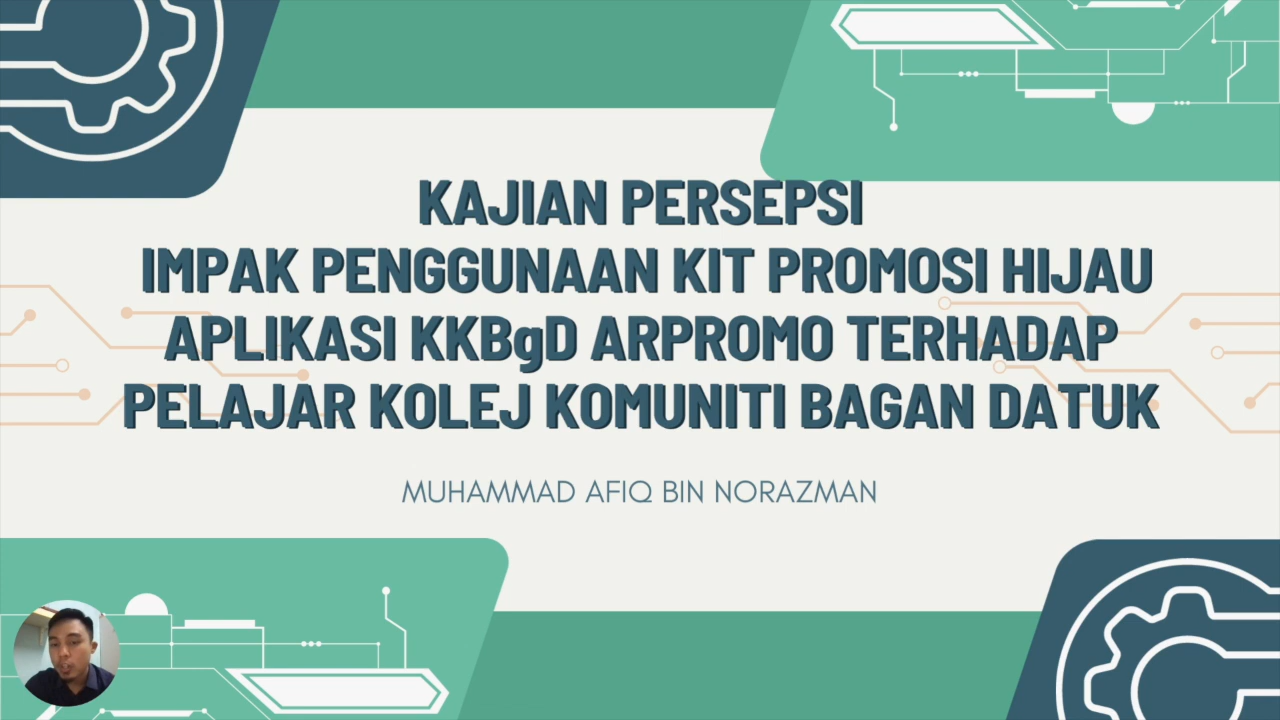 KAJIAN PERSEPSI
IMPAK PENGGUNAAN KIT PROMOSI HIJAU
APLIKASI KKBgD ARPROMO TERHADAP
PELAJAR KOLEJ KOMUNITI BAGAN DATUK
MUHAMMAD AFIQ BIN NORAZMAN